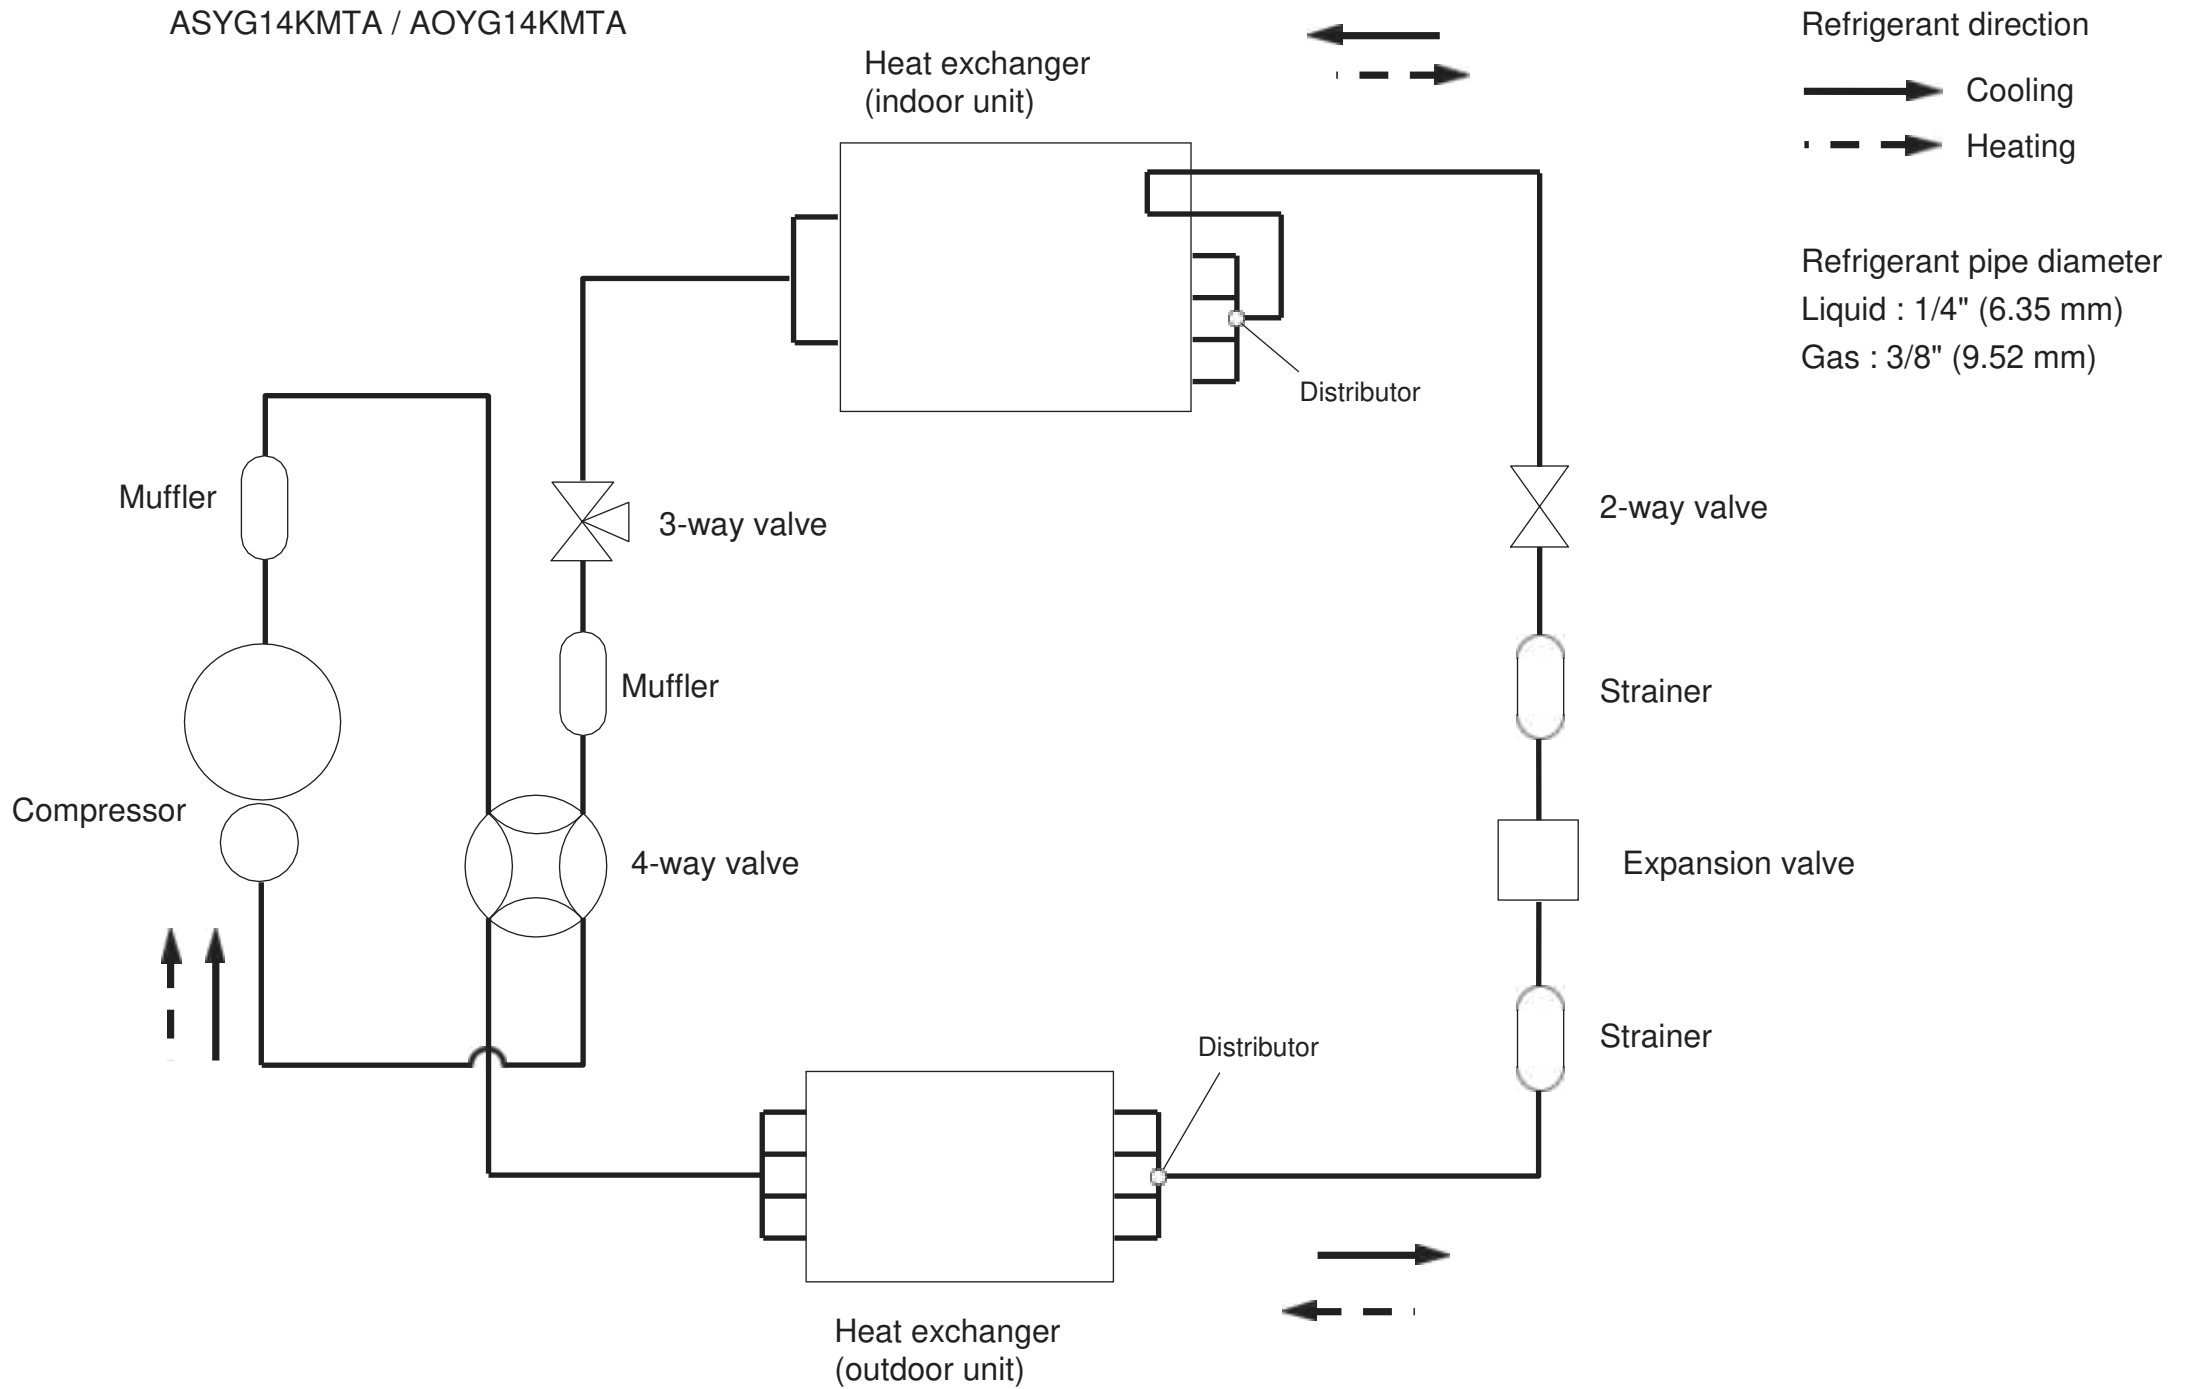 ASYG14KMTA / AOYG14KMTA
Heat exchanger
(indoor unit)
Refrigerant direction
Cooling
Heating
Refrigerant pipe diameter
Liquid : 1/4" (6.35 mm)
Gas : 3/8" (9.52 mm)
Distributor
Muffler
3-way valve
2-way valve
Muffler
Strainer
Compressor
4-way valve
Expansion valve
Strainer
Distributor
Heat exchanger
(outdoor unit)